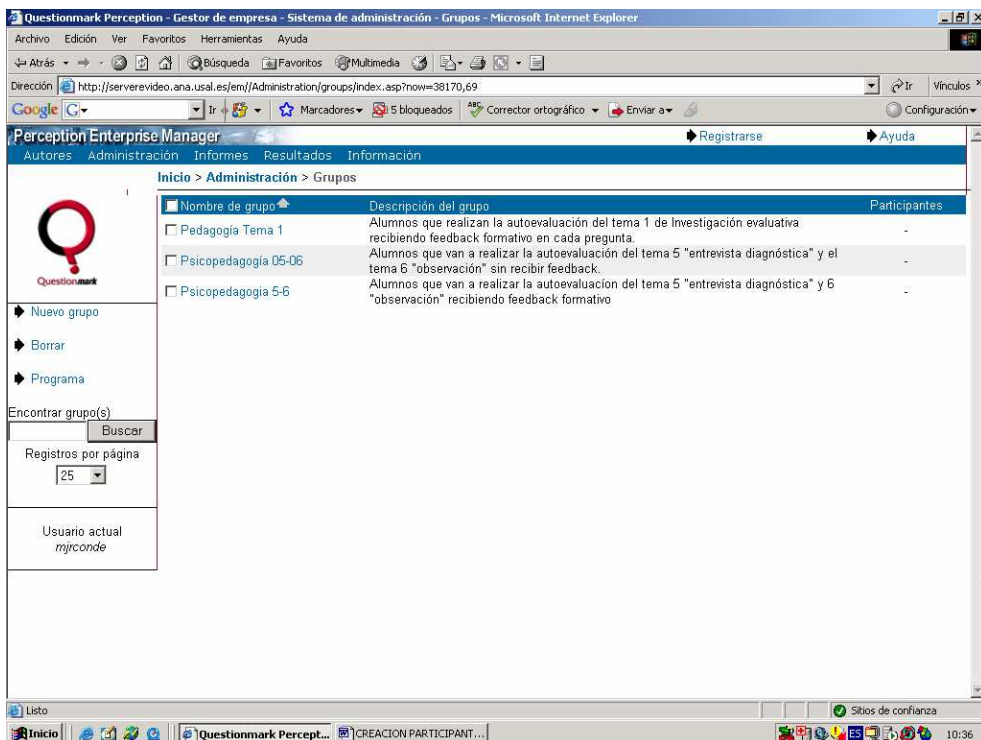 Questionmark Perception - Gestor de empresa - Sistema de administración - Grupos - Microsoft Internet Explorer
Archivo Edición Ver Favoritos Herramientas Ayuda
Atrás Búsqueda Favoritos Multimedia
Dirección http://serverevideo.ana.usal.es/em//Administration/groups/index.asp?now=38170,69 Ir Vínculos »
Google G Ir Marcadores 5 bloqueados ABC Corrector ortográfico Enviar a Configuración
Perception Enterprise Manager Registrarse Ayuda
Autores Administración Informes Resultados Información
Inicio > Administración > Grupos
Nombre de grupo Descripción del grupo Participantes
Pedagogía Tema 1 Alumnos que realizan la autoevaluación del tema 1 de Investigación evaluativa
recibiendo feedback formativo en cada pregunta. -
Psicopedagogía 05-06 Alumnos que van a realizar la autoevaluación del tema 5 "entrevista diagnóstica" y el
tema 6 "observación" sin recibir feedback. -
Psicopedagogia 5-6 Alumnos que van a realizar la autoevaluacíon del tema 5 "entrevista diagnóstica" y 6
"observación" recibiendo feedback formativo -
Questionmark
Nuevo grupo
Borrar
Programa
Encontrar grupo(s)
Buscar
Registros por página
25
Usuario actual
mjrconde
Listo Sitios de confianza
Inicio Questionmark Percept... CREACION PARTICIPANT... ES 10:36